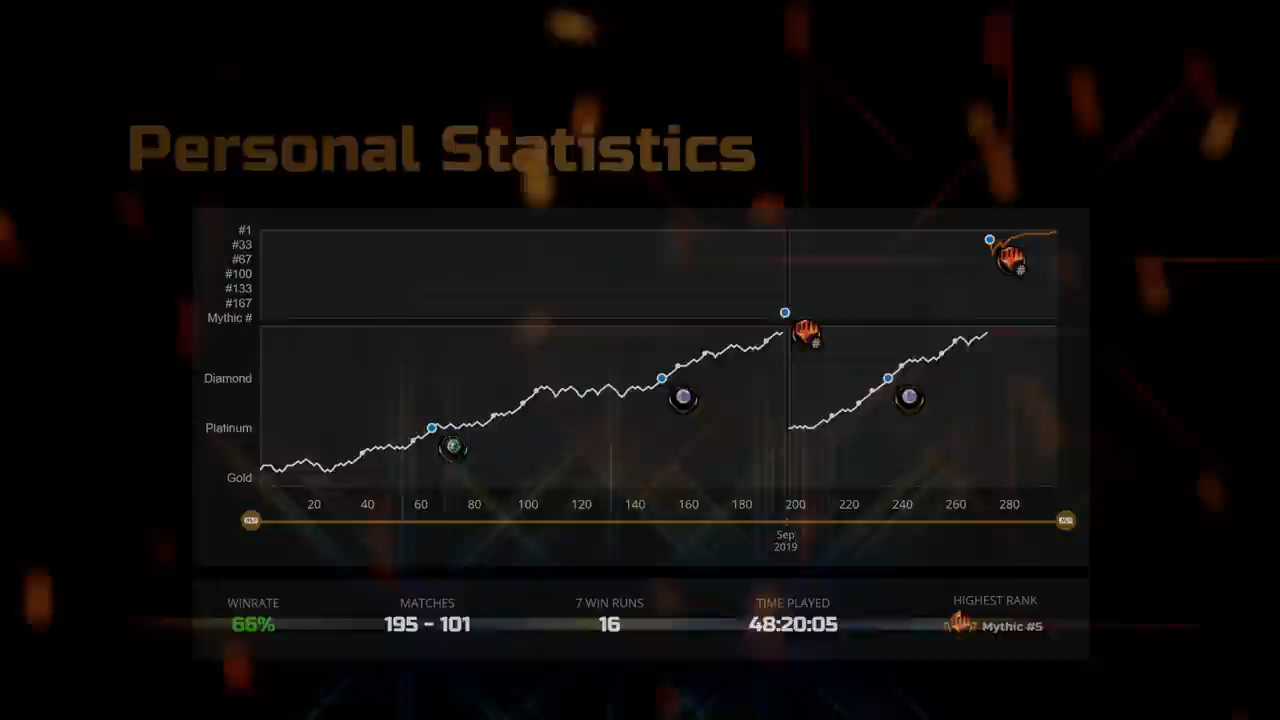 Personal Statistics
#1
#33
#67
#100
#133
#167
Mythic #
Diamond
Platinum
Gold
20 40 60 80 100 120 140 160 180 200 220 240 260 280
Sep
2019
WINRATE MATCHES 7 WIN RUNS TIME PLAYED HIGHEST RANK
66% 195 - 101 16 48:20:05 Mythic #5